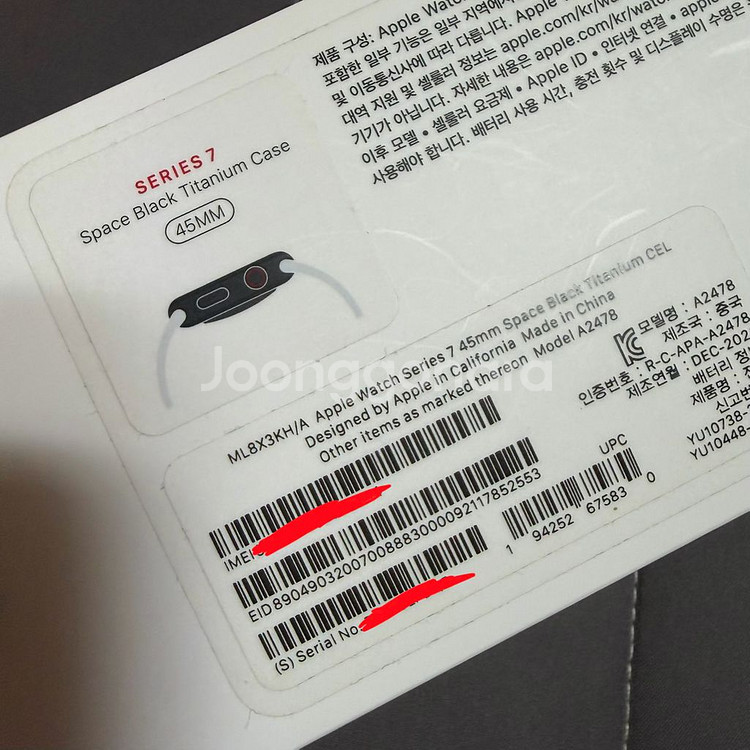 SERIES 7
Space Black Titanium Case
45MM
제품 구성: Apple Watch
포함한 일부 기능은 일부 지역에서
및 이동통신사에 따라 다릅니다. Apple
대역 지원 및 셀룰러 정보는 apple.com/kr/watch
기기가 아닙니다. 자세한 내용은 apple.com/kr/wat
이후 모델 • 셀룰러 요금제 • Apple ID • 인터넷 연결 • appl
사용해야 합니다. 배터리 사용 시간, 충전 횟수 및 디스플레이 수명은
Joonggonara
ML8X3KH/A Apple Watch Series 7 45mm Space Black Titanium CEL
Designed by Apple in California Made in China
Other items as marked thereon Model A2478
모델명 : A2478
제조국 : 중국
인증번호 : R-C-APA-A2478
제조연월 : DEC-202
배터리 정
제품명 :
신고번
YU10738-
YU10448-
IMEI
EID 89049032007008883000092117852553
UPC
1 94252 67583 0
(S) Serial No.